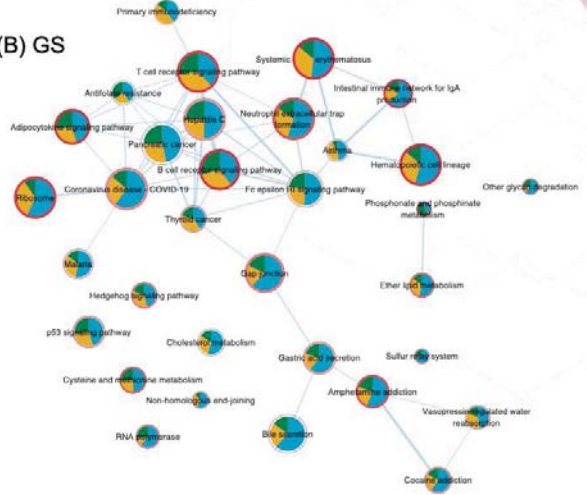 (B) GS
Primary immunodeficiency
Systemic erythematosus
T cell receptor signaling pathway
Antifolate resistance
Intestinal immune network for IgA
production
Hepatitis C
Neutrophil extracellular trap
formation
Adipocytokine signaling pathway
Pancreatic cancer
Asthma
B cell receptor signaling pathway
Hematopoietic cell lineage
Ribosome
Coronavirus disease - COVID-19
Fc epsilon RI signaling pathway
Other glycan degradation
Phosphonate and phosphinate
metabolism
Thyroid cancer
Malaria
Gap junction
Ether lipid metabolism
Hedgehog signaling pathway
p53 signaling pathway
Cholesterol metabolism
Gastric acid secretion
Sulfur relay system
Cysteine and methionine metabolism
Amphetamine addiction
Non-homologous end-joining
Vasopressin-regulated water
reabsorption
RNA polymerase
Bile secretion
Cocaine addiction